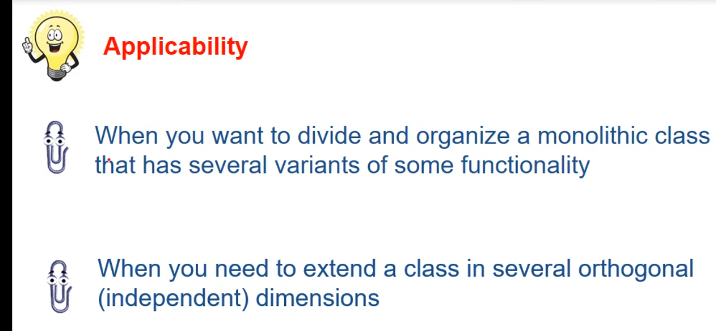 Applicability
When you want to divide and organize a monolithic class
that has several variants of some functionality
When you need to extend a class in several orthogonal
(independent) dimensions